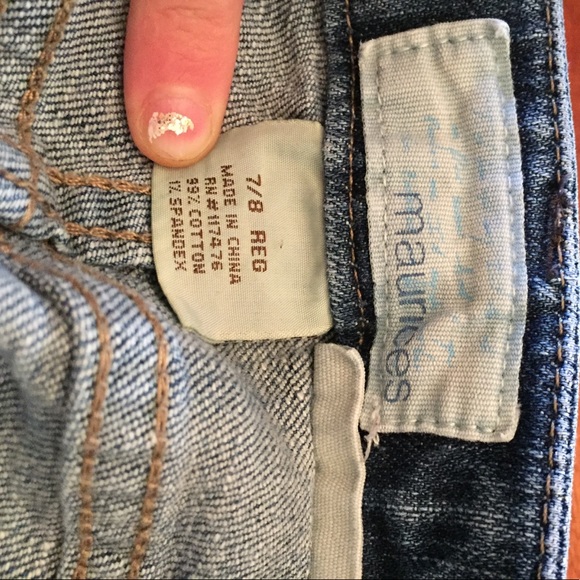 maurices
7/8 REG
MADE IN CHINA
RN# 117476
99% COTTON
1% SPANDEX